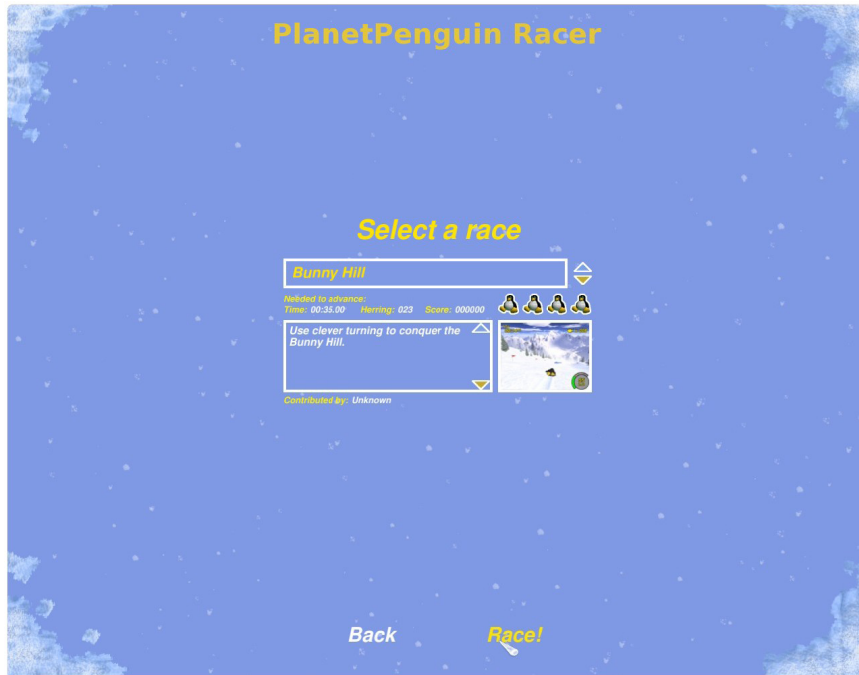 PlanetPenguin Racer
Select a race
Bunny Hill
Needed to advance:
Time: 00:35.00 Herring: 023 Score: 000000
Use clever turning to conquer the
Bunny Hill.
Contributed by: Unknown
Back Race!